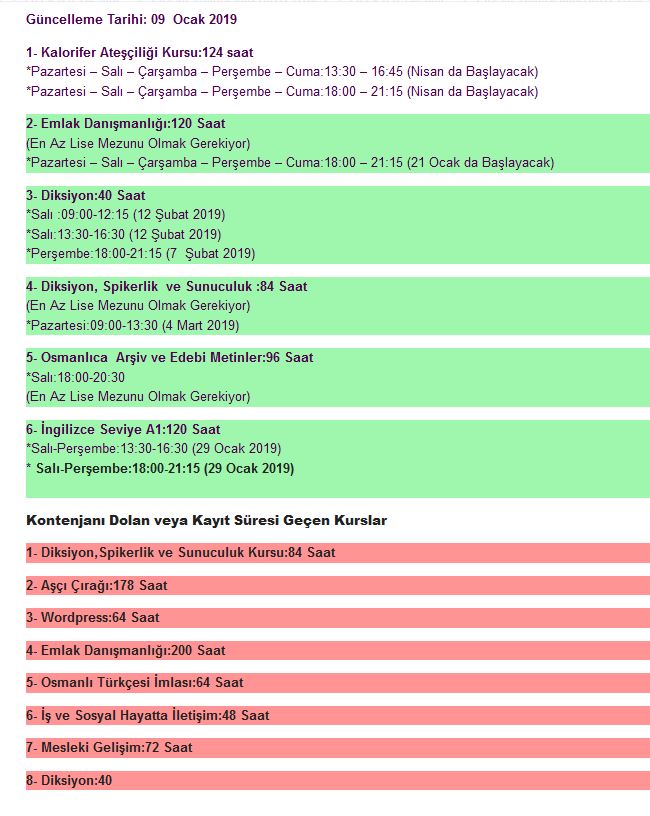 Güncelleme Tarihi: 09  Ocak 2019
1- Kalorifer Ateşçiliği Kursu:124 saat
*Pazartesi – Salı – Çarşamba – Perşembe – Cuma:13:30 – 16:45 (Nisan da Başlayacak)
*Pazartesi – Salı – Çarşamba – Perşembe – Cuma:18:00 – 21:15 (Nisan da Başlayacak)
2- Emlak Danışmanlığı:120 Saat
(En Az Lise Mezunu Olmak Gerekiyor)
*Pazartesi – Salı – Çarşamba – Perşembe – Cuma:18:00 – 21:15 (21 Ocak da Başlayacak)
3- Diksiyon:40 Saat
*Salı :09:00-12:15 (12 Şubat 2019)
*Salı:13:30-16:30 (12 Şubat 2019)
*Perşembe:18:00-21:15 (7  Şubat 2019)
4- Diksiyon, Spikerlik  ve Sunuculuk :84 Saat
(En Az Lise Mezunu Olmak Gerekiyor)
*Pazartesi:09:00-13:30 (4 Mart 2019)
5- Osmanlıca  Arşiv ve Edebi Metinler:96 Saat
*Salı:18:00-20:30
(En Az Lise Mezunu Olmak Gerekiyor)
6- İngilizce Seviye A1:120 Saat
*Salı-Perşembe:13:30-16:30 (29 Ocak 2019)
* Salı-Perşembe:18:00-21:15 (29 Ocak 2019)
Kontenjanı Dolan veya Kayıt Süresi Geçen Kurslar
1- Diksiyon,Spikerlik ve Sunuculuk Kursu:84 Saat
2- Aşçı Çırağı:178 Saat
3- Wordpress:64 Saat
4- Emlak Danışmanlığı:200 Saat
5- Osmanlı Türkçesi İmlası:64 Saat
6- İş ve Sosyal Hayatta İletişim:48 Saat
7- Mesleki Gelişim:72 Saat
8- Diksiyon:40